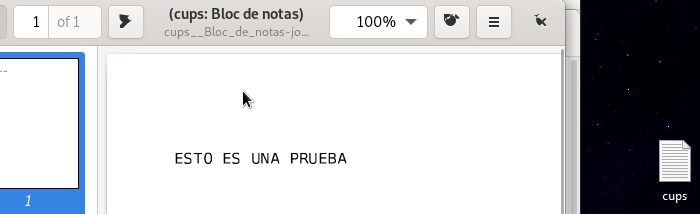 1 of 1
(cups: Bloc de notas)
cups__Bloc_de_notas-jo...
100%
ESTO ES UNA PRUEBA
1
cups